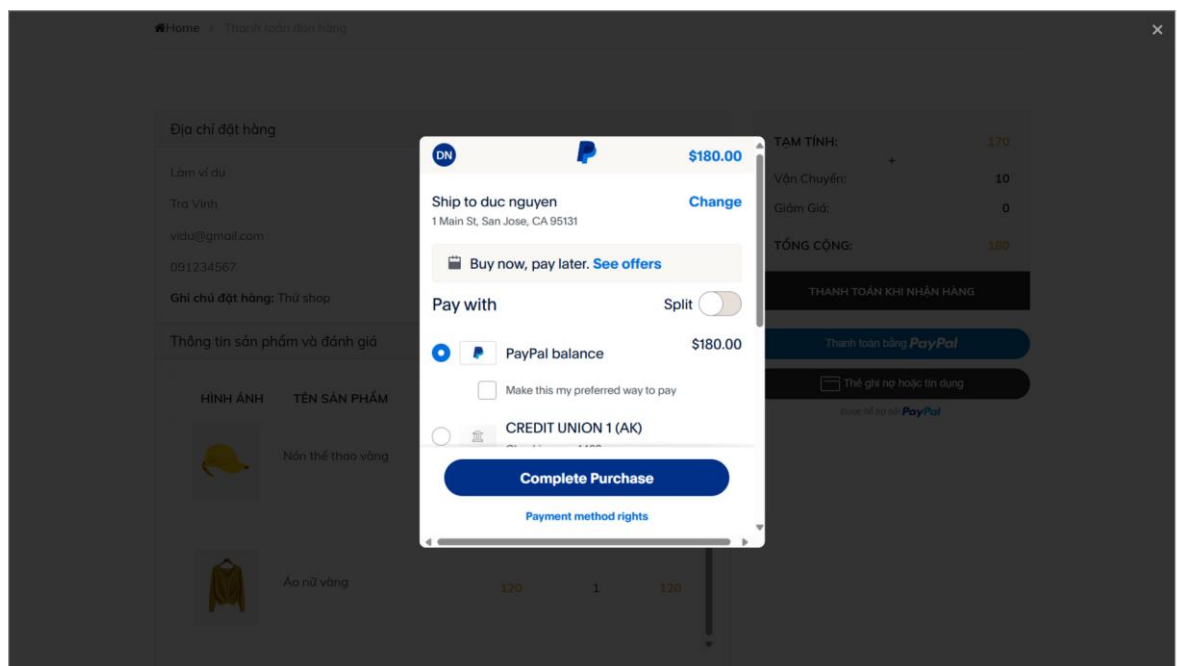 Home > Thanh toán đơn hàng
×
Địa chỉ đặt hàng
Làm ví dụ
Tra Vinh
vidu@gmail.com
091234567
Ghi chú đặt hàng: Thử shop
Thông tin sản phẩm và đánh giá
HÌNH ẢNH TÊN SẢN PHẨM
Nón thể thao vàng
Áo nữ vàng 120 1 120
DN $180.00
Ship to duc nguyen Change
1 Main St, San Jose, CA 95131
Buy now, pay later. See offers
Pay with Split
PayPal balance $180.00
Make this my preferred way to pay
CREDIT UNION 1 (AK)
Complete Purchase
Payment method rights
TẠM TÍNH: 170
+
Vận Chuyển: 10
Giảm Giá: 0
TỔNG CỘNG: 180
THANH TOÁN KHI NHẬN HÀNG
Thanh toán bằng PayPal
Thẻ ghi nợ hoặc tín dụng
Được hỗ trợ bởi PayPal